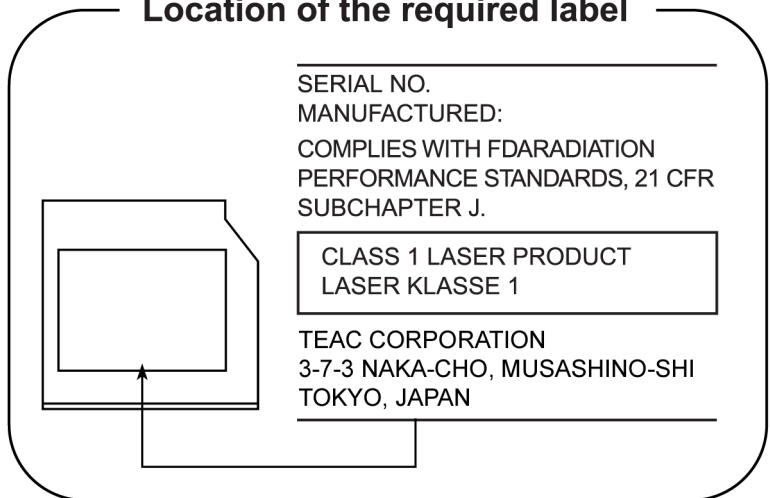 Location of the required label
SERIAL NO.
MANUFACTURED:
COMPLIES WITH FDARADIATION
PERFORMANCE STANDARDS, 21 CFR
SUBCHAPTER J.
CLASS 1 LASER PRODUCT
LASER KLASSE 1
TEAC CORPORATION
3-7-3 NAKA-CHO, MUSASHINO-SHI
TOKYO, JAPAN